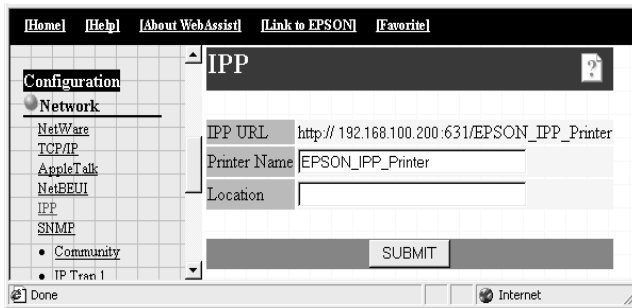 [Home] [Help] [About WebAssist] [Link to EPSON] [Favorite]
Configuration
Network
NetWare
TCP/IP
AppleTalk
NetBEUI
IPP
SNMP
• Community
• IP Trap 1
IPP
?
IPP URL http:// 192.168.100.200 :631/EPSON_IPP_Printer
Printer Name EPSON_IPP_Printer
Location
SUBMIT
Done
Internet